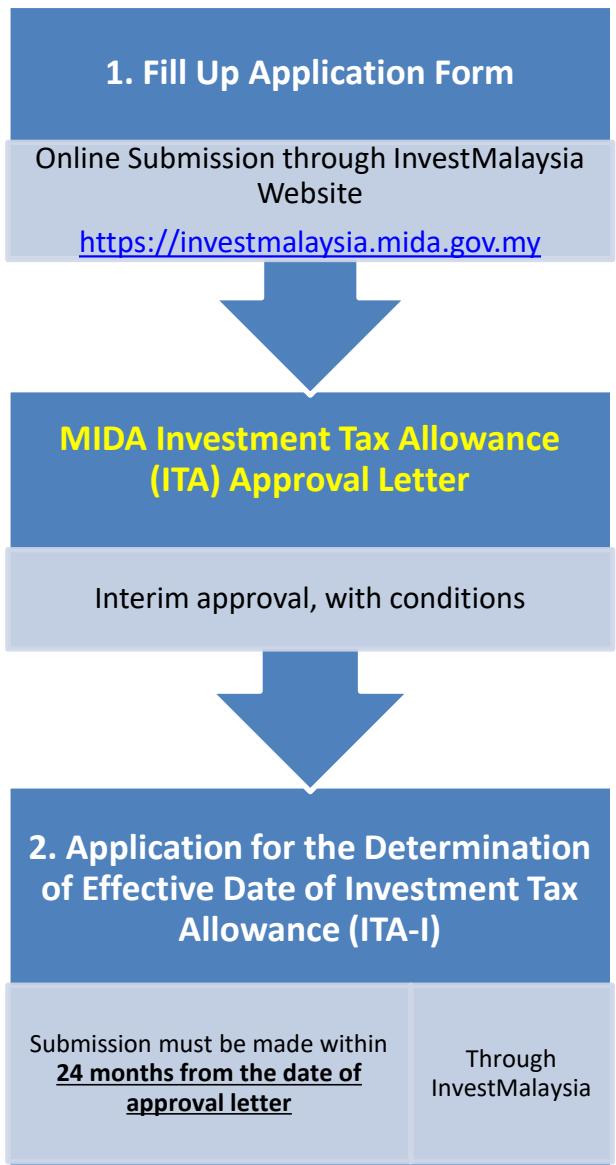 1. Fill Up Application Form
Online Submission through InvestMalaysia
Website
https://investmalaysia.mida.gov.my
MIDA Investment Tax Allowance
(ITA) Approval Letter
Interim approval, with conditions
2. Application for the Determination
of Effective Date of Investment Tax
Allowance (ITA-I)
Submission must be made within
24 months from the date of
approval letter
Through
InvestMalaysia